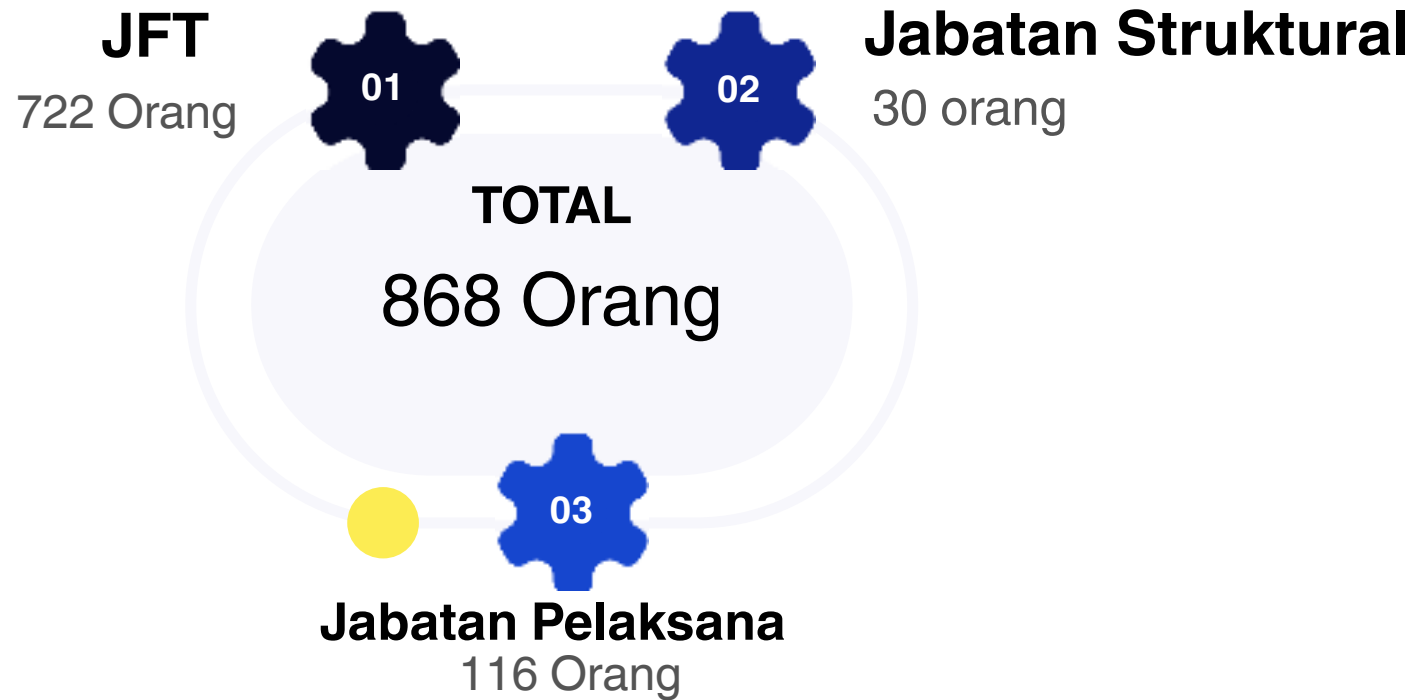 JFT
722 Orang
01
02
Jabatan Struktural
30 orang
TOTAL
868 Orang
03
Jabatan Pelaksana
116 Orang